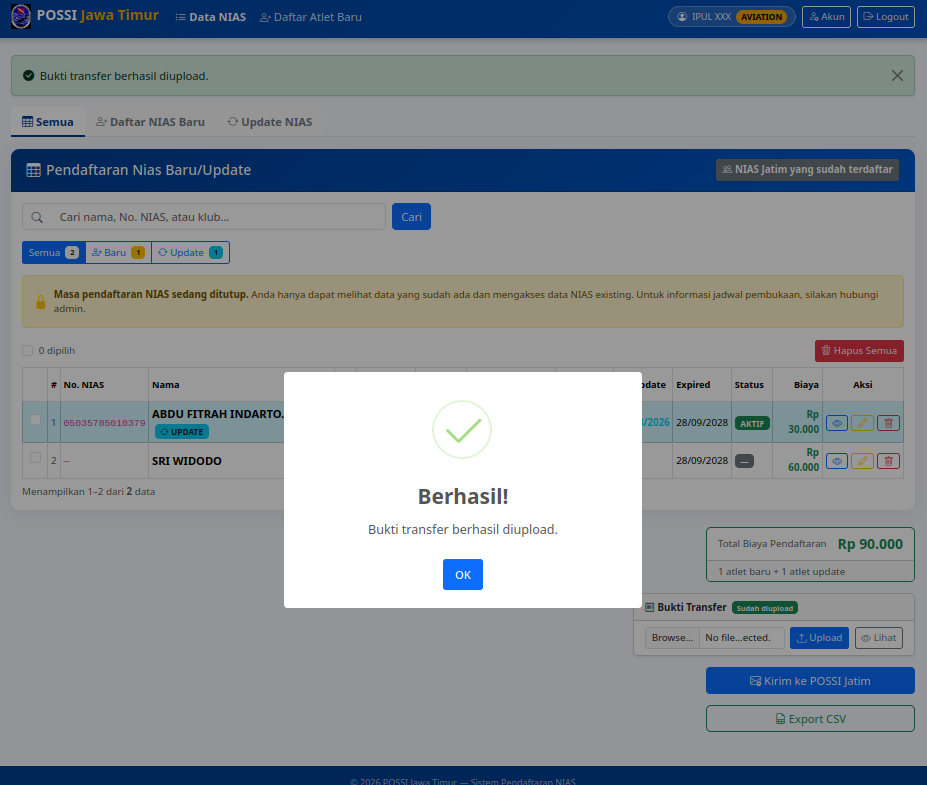 POSSI Jawa Timur
Data NIAS
Daftar Atlet Baru
IPUL XXX AVIATION
Akun
Logout
Bukti transfer berhasil diupload.
Semua
Daftar NIAS Baru
Update NIAS
Pendaftaran Nias Baru/Update
NIAS Jatim yang sudah terdaftar
Cari nama, No. NIAS, atau klub...
Cari
Semua 2
Baru 1
Update 1
Masa pendaftaran NIAS sedang ditutup. Anda hanya dapat melihat data yang sudah ada dan mengakses data NIAS existing. Untuk informasi jadwal pembukaan, silakan hubungi
admin.
0 dipilih
Hapus Semua
# No. NIAS Nama Expired Status Biaya Aksi
1 ABDU FITRAH INDARTO. /2026 28/09/2028 AKTIF Rp 30.000
UPDATE
2 – SRI WIDODO 28/09/2028 — Rp 60.000
Menampilkan 1–2 dari 2 data
Berhasil!
Bukti transfer berhasil diupload.
OK
Total Biaya Pendaftaran Rp 90.000
1 atlet baru + 1 atlet update
Bukti Transfer Sudah diupload
Browse... No file...ected. Upload Lihat
Kirim ke POSSI Jatim
Export CSV
© 2026 POSSI Jawa Timur — Sistem Pendaftaran NIAS